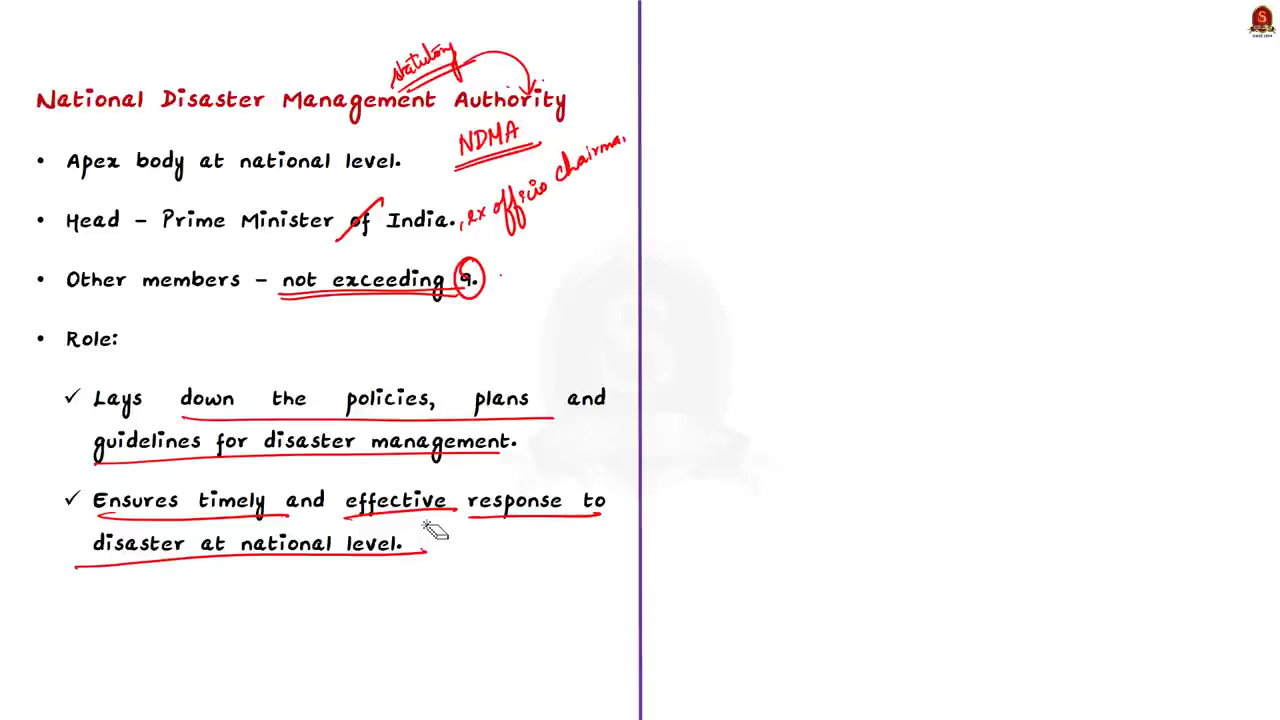 statutory
National Disaster Management Authority
NDMA
• Apex body at national level.
• Head – Prime Minister of India. , ex officio chairma.
• Other members – not exceeding 9.
• Role:
✓ Lays down the policies, plans and
guidelines for disaster management.
✓ Ensures timely and effective response to
disaster at national level.